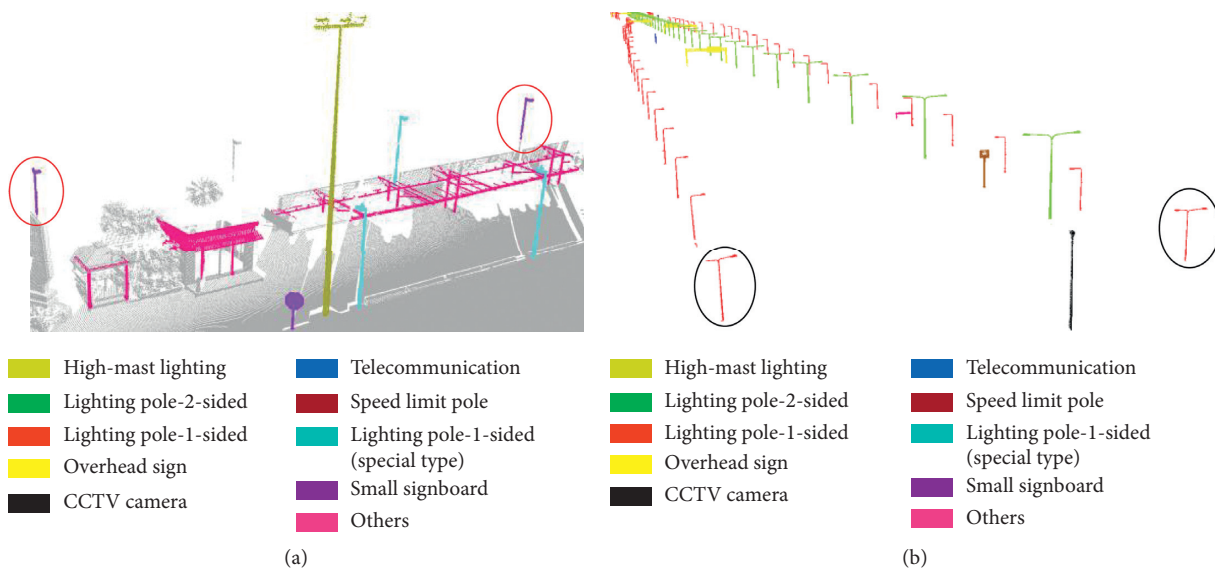 High-mast lighting
Lighting pole-2-sided
Lighting pole-1-sided
Overhead sign
CCTV camera
Telecommunication
Speed limit pole
Lighting pole-1-sided
(special type)
Small signboard
Others
(a)
High-mast lighting
Lighting pole-2-sided
Lighting pole-1-sided
Overhead sign
CCTV camera
Telecommunication
Speed limit pole
Lighting pole-1-sided
(special type)
Small signboard
Others
(b)